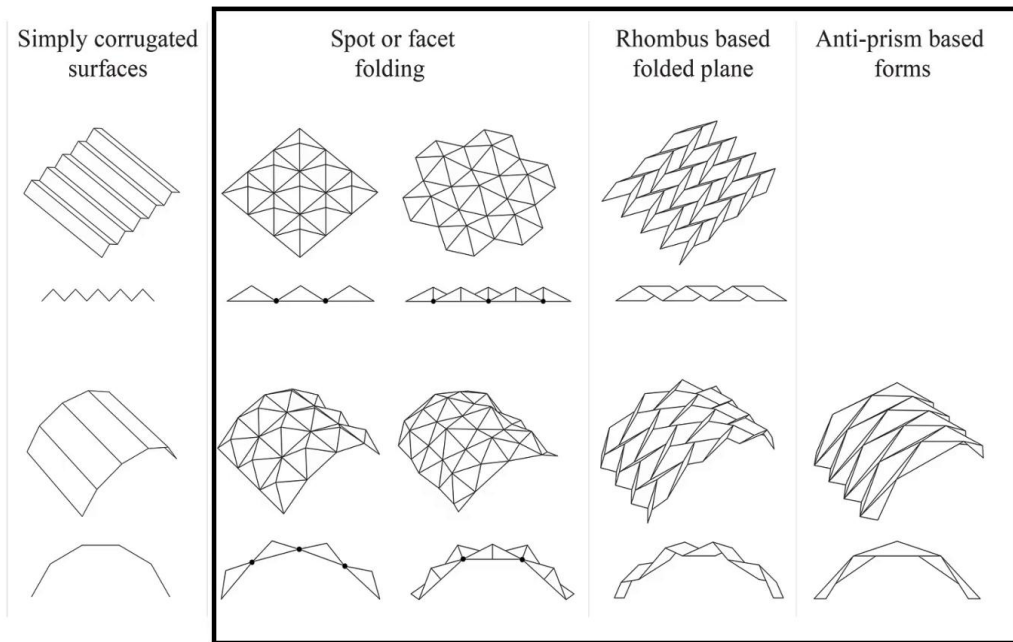 Simply corrugated
surfaces
Spot or facet
folding
Rhombus based
folded plane
Anti-prism based
forms